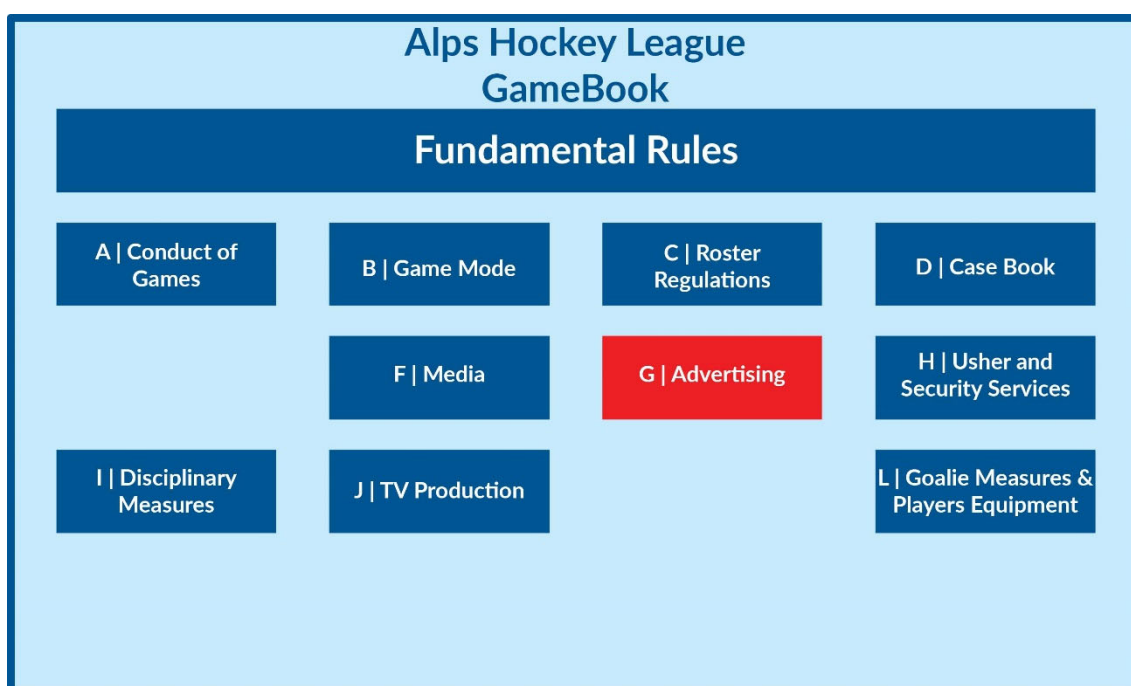 Alps Hockey League
GameBook
Fundamental Rules
A | Conduct of
Games
B | Game Mode
C | Roster
Regulations
D | Case Book
F | Media
G | Advertising
H | Usher and
Security Services
I | Disciplinary
Measures
J | TV Production
L | Goalie Measures &
Players Equipment